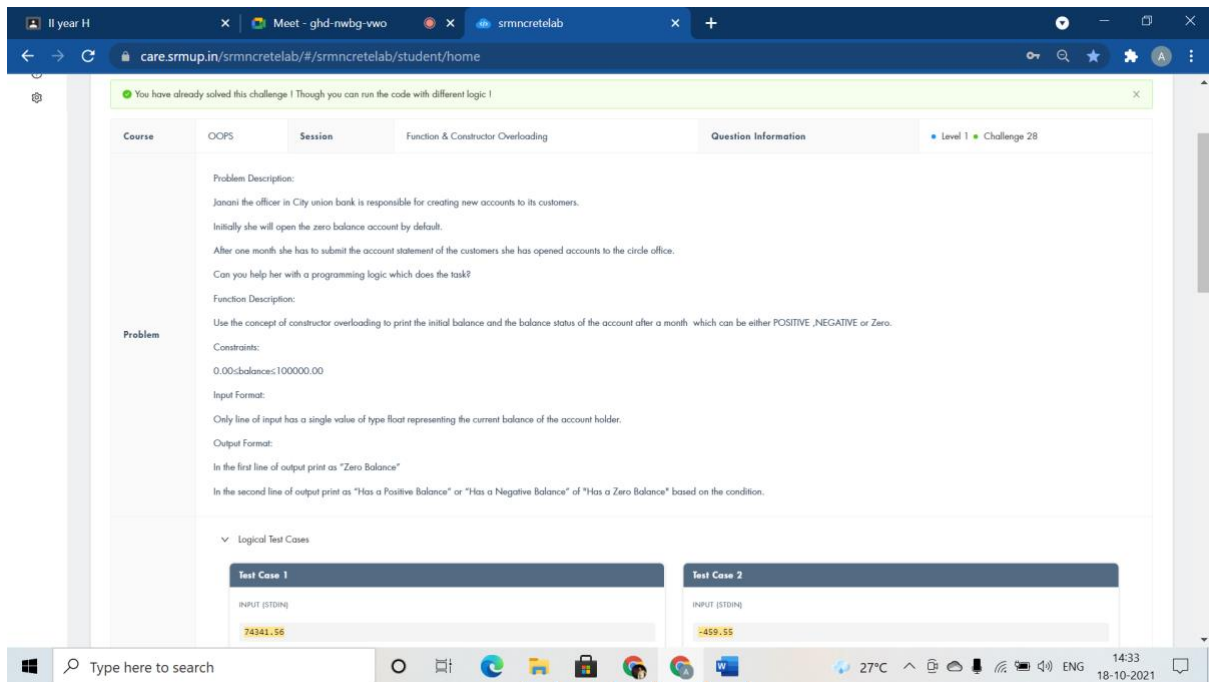 II year H
Meet - ghd-nwbg-vwo
srmncretelab
care.srmup.in/srmncretelab/#/srmncretelab/student/home
A
You have already solved this challenge ! Though you can run the code with different logic !
Course OOPS Session Function & Constructor Overloading Question Information Level 1 Challenge 28
Problem
Problem Description:
Janani the officer in City union bank is responsible for creating new accounts to its customers.
Initially she will open the zero balance account by default.
After one month she has to submit the account statement of the customers she has opened accounts to the circle office.
Can you help her with a programming logic which does the task?
Function Description:
Use the concept of constructor overloading to print the initial balance and the balance status of the account after a month which can be either POSITIVE ,NEGATIVE or Zero.
Constraints:
0.00≤balance≤100000.00
Input Format:
Only line of input has a single value of type float representing the current balance of the account holder.
Output Format:
In the first line of output print as "Zero Balance"
In the second line of output print as "Has a Positive Balance" or "Has a Negative Balance" of "Has a Zero Balance" based on the condition.
Logical Test Cases
Test Case 1
INPUT (STDIN)
74341.56
Test Case 2
INPUT (STDIN)
-459.55
Type here to search
W
27°C
ENG
14:33
18-10-2021